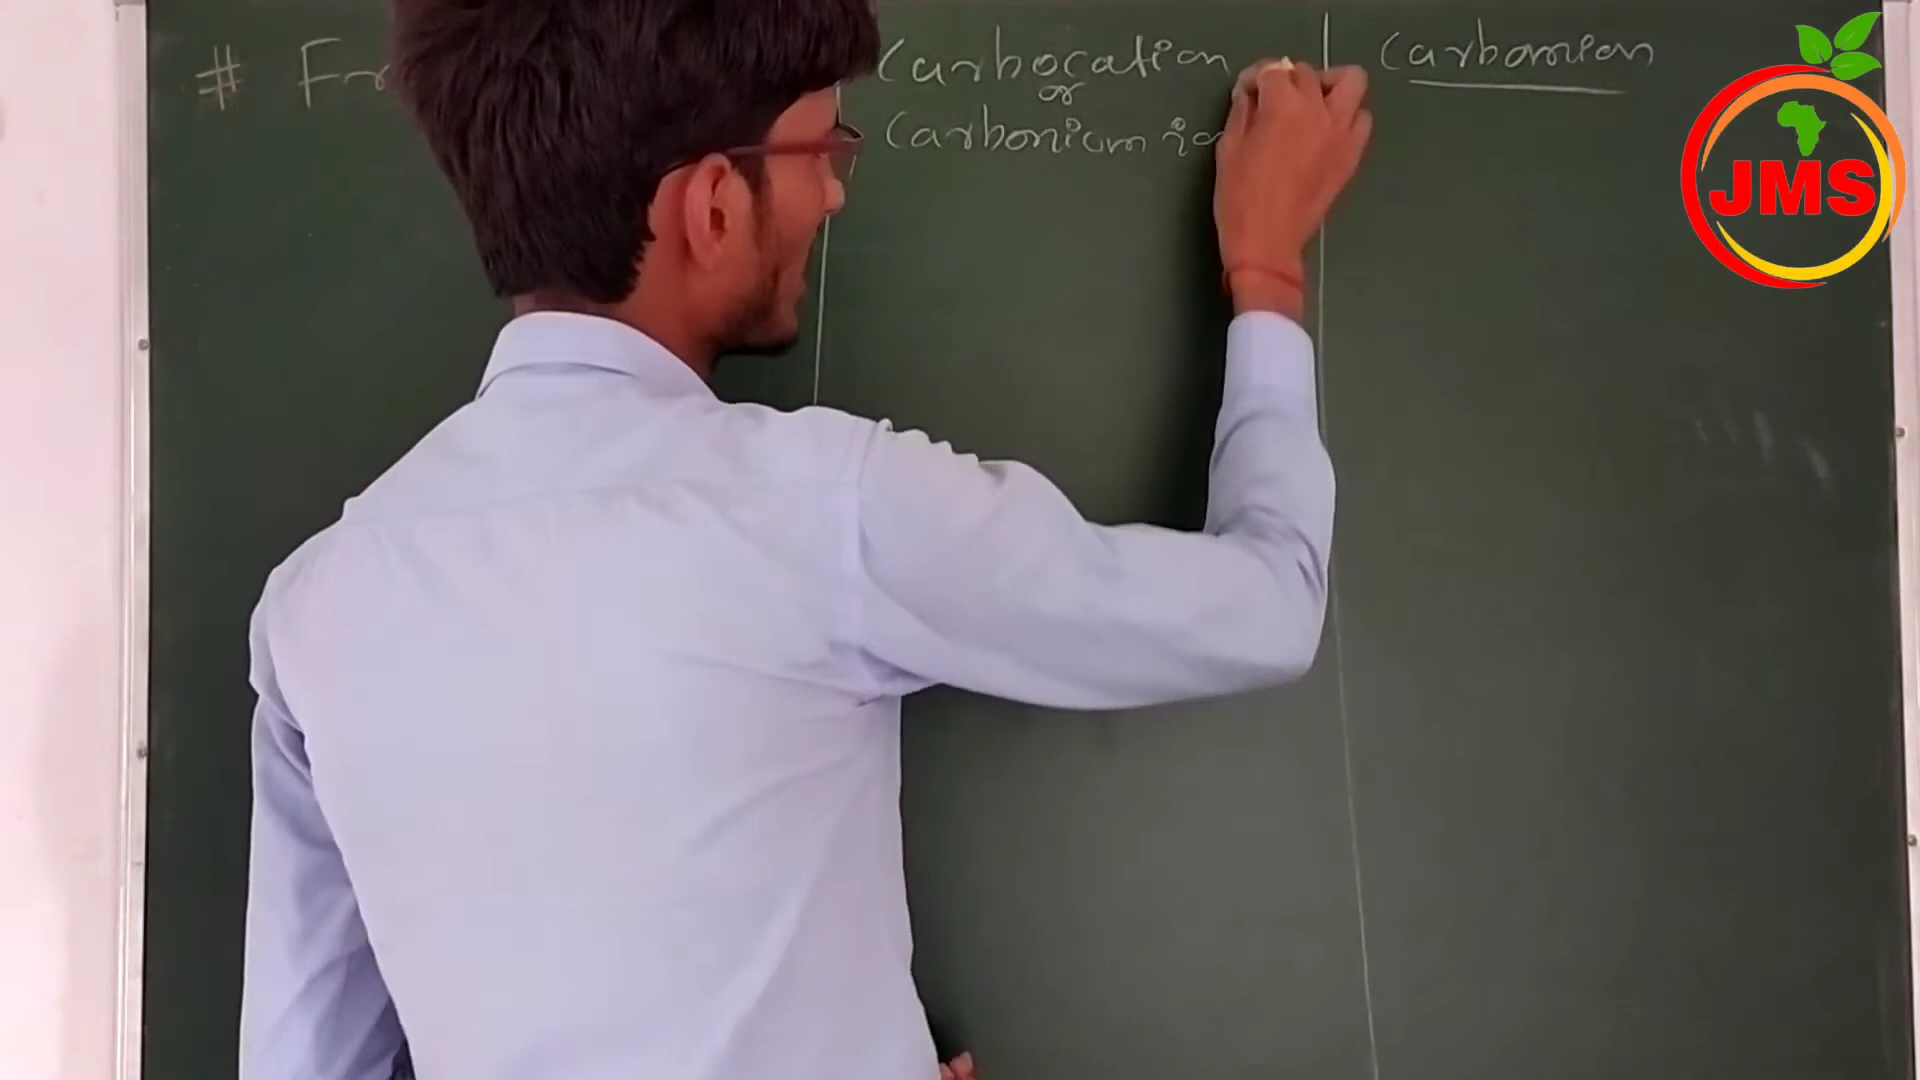 # Fr
Carbocation
or
Carbonium io
Carbanion
JMS